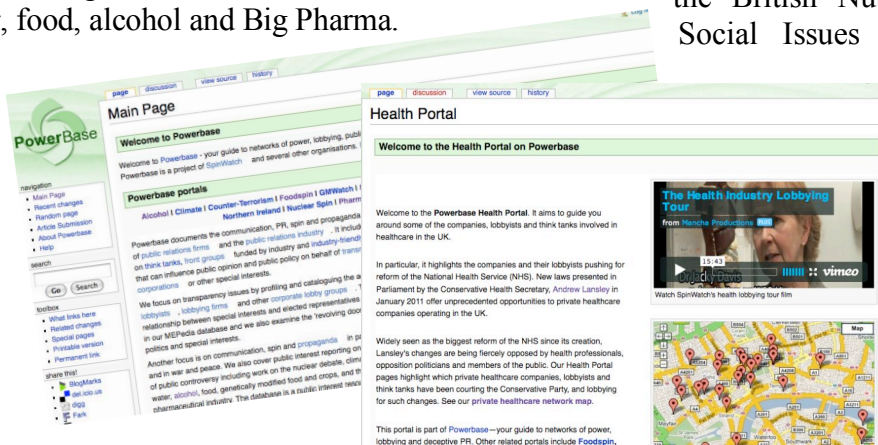 , food, alcohol and Big Pharma.
the British Nu
Social Issues
page discussion view source history
Main Page
PowerBase
Welcome to Powerbase
Welcome to Powerbase - your guide to networks of power, lobbying, publi
Powerbase is a project of SpinWatch and several other organisations.
Powerbase portals
Alcohol | Climate | Counter-Terrorism | Foodspin | GMWatch |
Northern Ireland | Nuclear Spin | Pharm
Powerbase documents the communication, PR, spin and propaganda
of public relations firms and the public relations industry . It includ
on think tanks, front groups funded by industry and industry-friendl
that can influence public opinion and public policy on behalf of trans
corporations or other special interests.
We focus on transparency issues by profiling and cataloguing the a
lobbyists , lobbying firms and other corporate lobby groups .
relationship between special interests and elected representatives
in our MEPedia database and we also examine the 'revolving doo
politics and special interests.
Another focus is on communication, spin and propaganda in p
and in war and peace. We also cover public interest reporting on
of public controversy including work on the nuclear debate, clim
water, alcohol, food, genetically modified food and crops, and th
pharmaceutical industry. The database is a public interest reso
navigation
Main Page
Recent changes
Random page
Article Submission
About Powerbase
Help
search
Go Search
toolbox
What links here
Related changes
Special pages
Printable version
Permanent link
share this!
BlogMarks
del.icio.us
digg
Fark
page discussion view source history
Health Portal
Welcome to the Health Portal on Powerbase
Welcome to the Powerbase Health Portal. It aims to guide you
around some of the companies, lobbyists and think tanks involved in
healthcare in the UK.
In particular, it highlights the companies and their lobbyists pushing for
reform of the National Health Service (NHS). New laws presented in
Parliament by the Conservative Health Secretary, Andrew Lansley in
January 2011 offer unprecedented opportunities to private healthcare
companies operating in the UK.
Widely seen as the biggest reform of the NHS since its creation,
Lansley's changes are being fiercely opposed by health professionals,
opposition politicians and members of the public. Our Health Portal
pages highlight which private healthcare companies, lobbyists and
think tanks have been courting the Conservative Party, and lobbying
for such changes. See our private healthcare network map.
This portal is part of Powerbase—your guide to networks of power,
lobbying and deceptive PR. Other related portals include Foodspin,
The Health Industry Lobbying
Tour
from Mancha Productions PLUS
15:43
Dr Jacky Davis
vimeo
Watch SpinWatch's health lobbying tour film
Map
Mayfair
Southwark